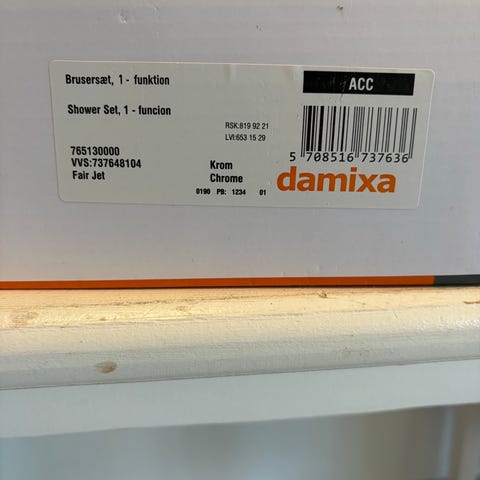 Brusersæt, 1 - funktion
ACC
Shower Set, 1 - funcion
RSK:819 92 21
LVI:653 15 29
5 708516 737636
765130000
VVS:737648104
Fair Jet
Krom
Chrome
damixa
0190 PB: 1234 01